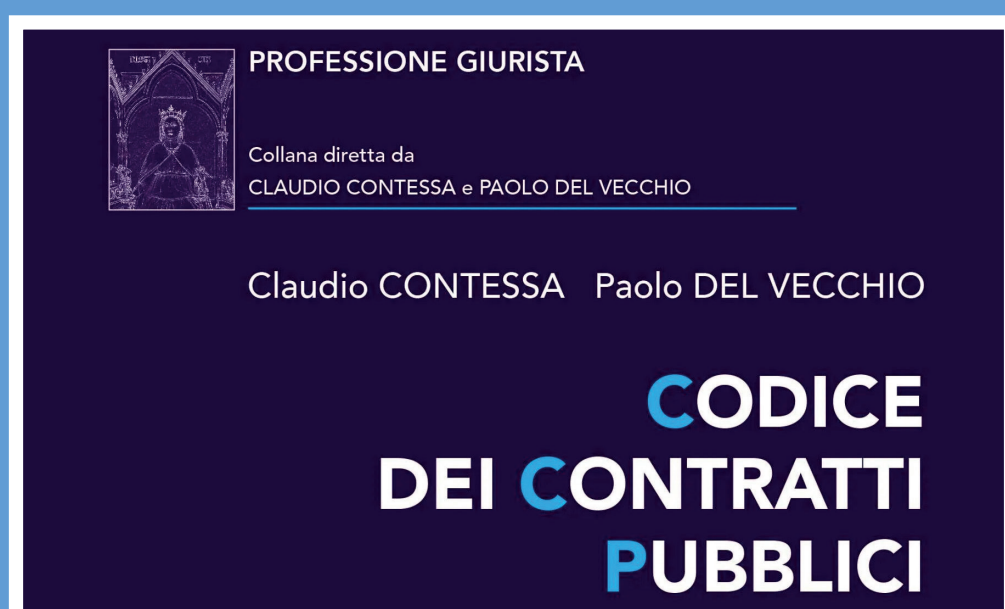 PROFESSIONE GIURISTA
Collana diretta da
CLAUDIO CONTESSA e PAOLO DEL VECCHIO
Claudio CONTESSA Paolo DEL VECCHIO
CODICE
DEI CONTRATTI
PUBBLICI